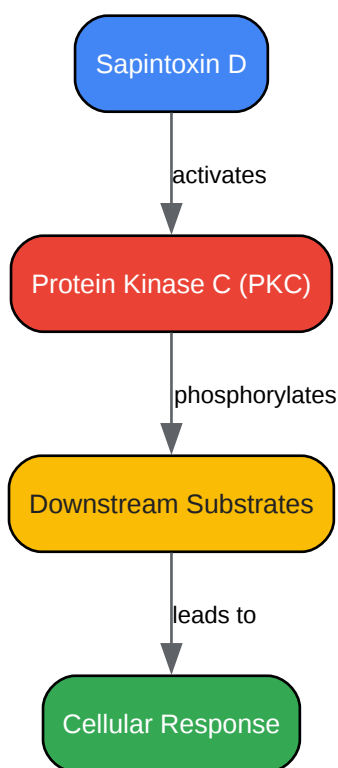 Sapintoxin D
activates
Protein Kinase C (PKC)
phosphorylates
Downstream Substrates
leads to
Cellular Response